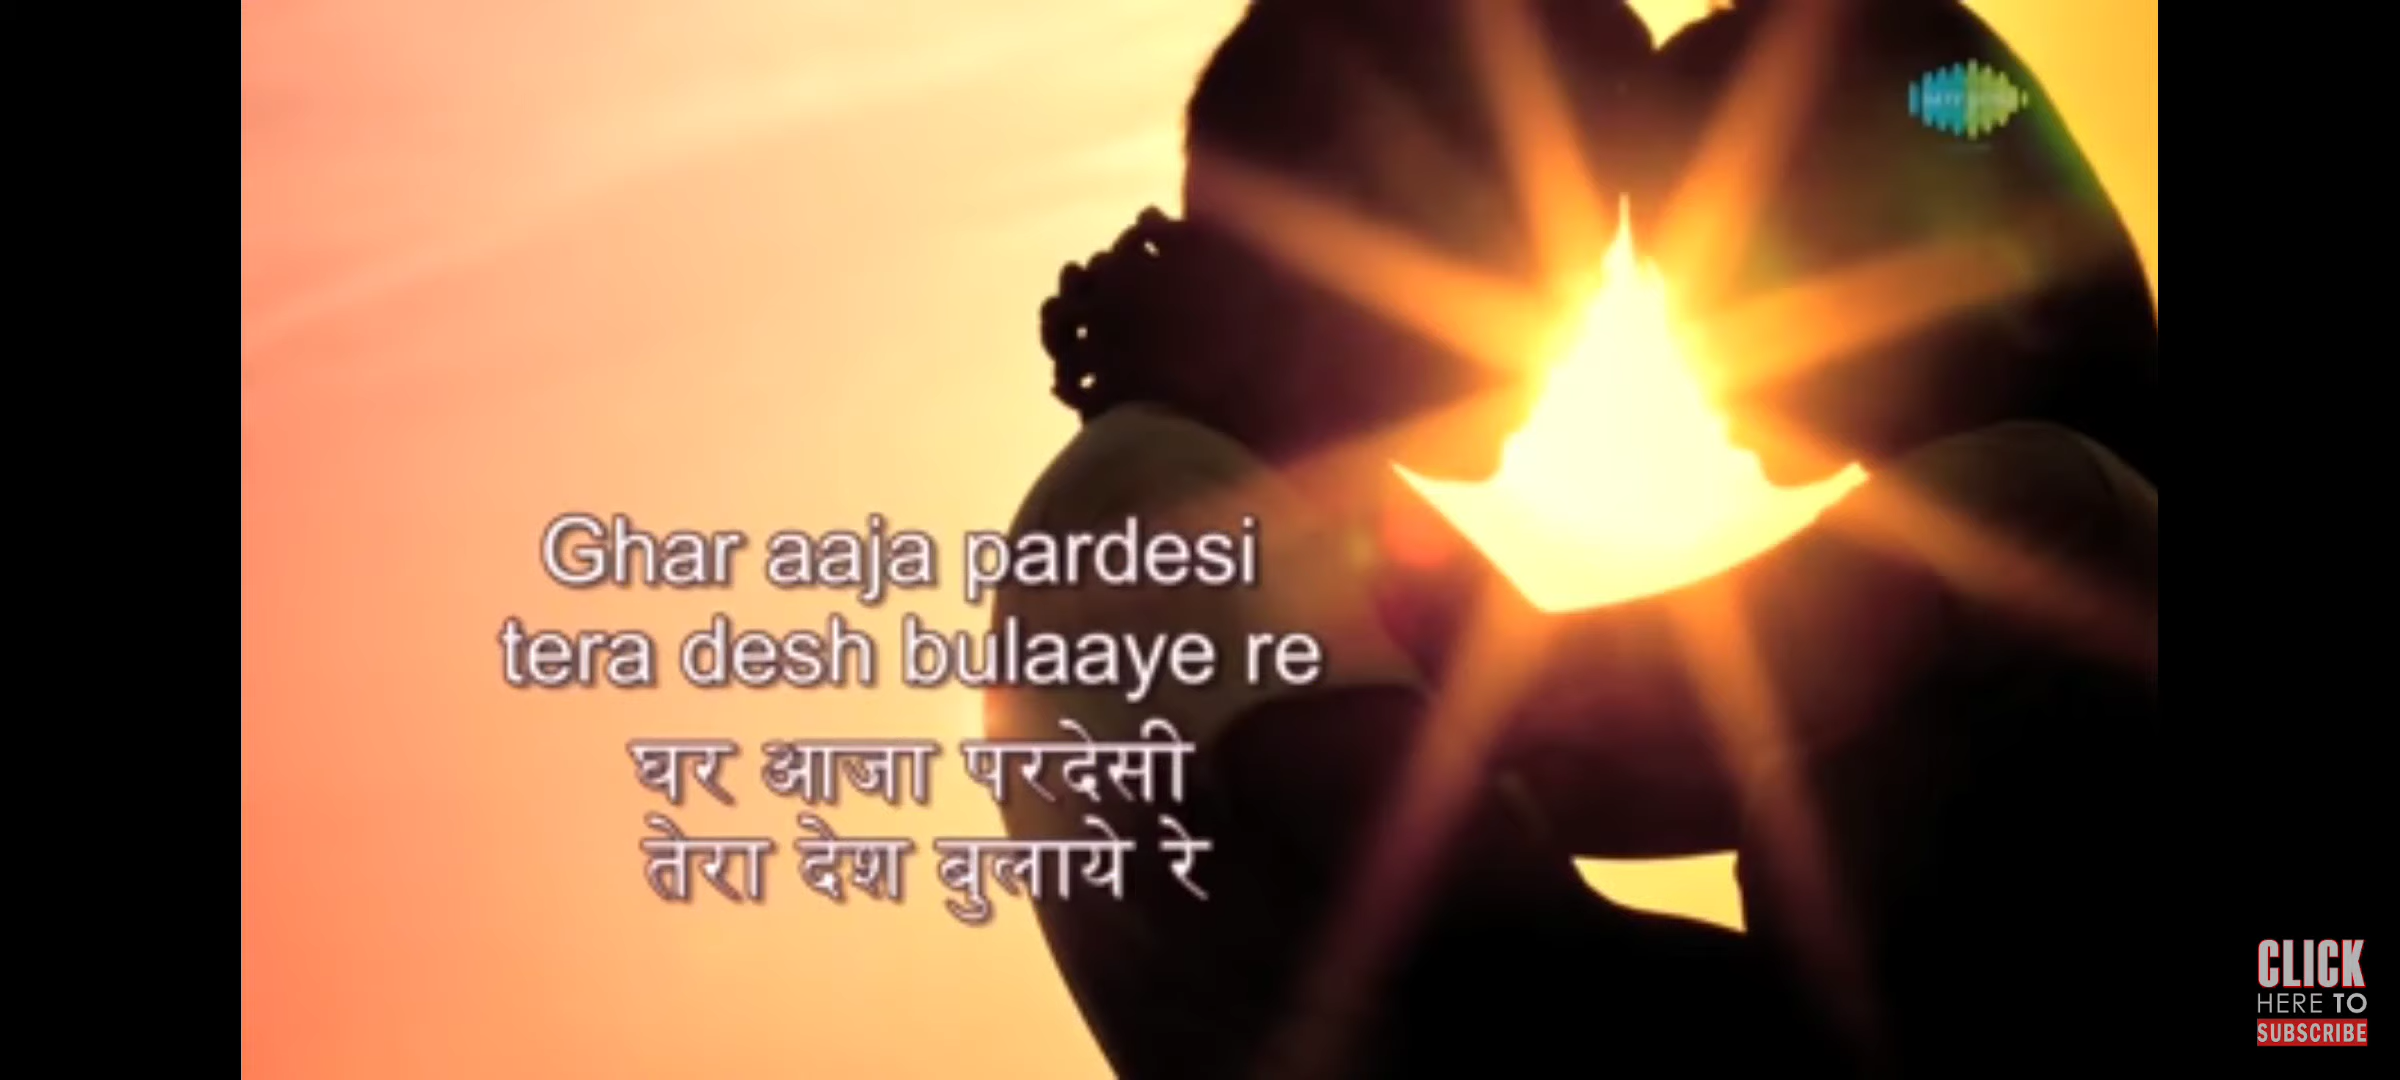 Ghar aaja pardesi
tera desh bulaaye re
घर आजा परदेसी
तेरा देश बुलाये रे
CLICK
HERE TO
SUBSCRIBE